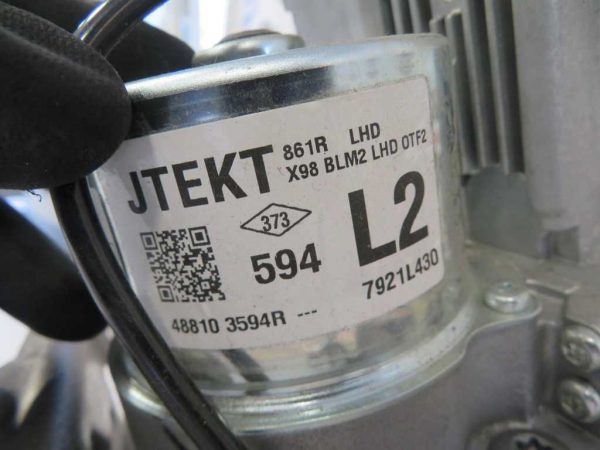 JTEKT
861R LHD
X98 BLM2 LHD OTF2
373
594
L2
7921L430
48810 3594R ---